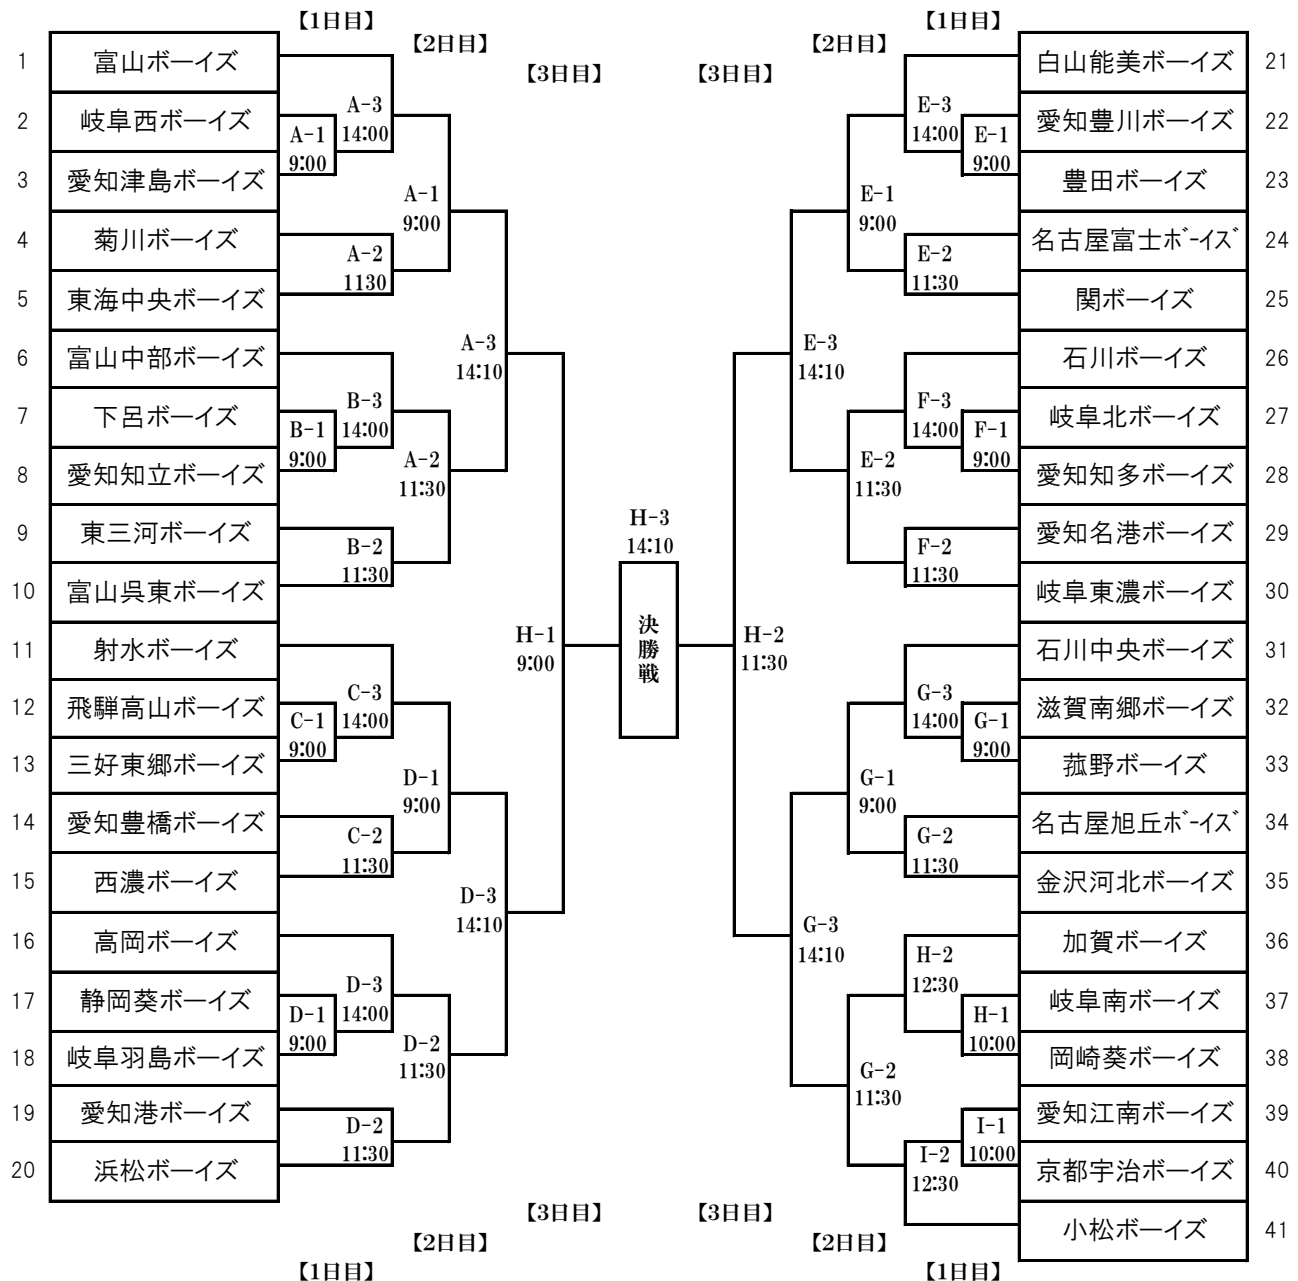 【1日目】
【2日目】
【3日目】
【3日目】
【2日目】
【1日目】
1 富山ボーイズ
2 岐阜西ボーイズ
3 愛知津島ボーイズ
4 菊川ボーイズ
5 東海中央ボーイズ
6 富山中部ボーイズ
7 下呂ボーイズ
8 愛知知立ボーイズ
9 東三河ボーイズ
10 富山呉東ボーイズ
11 射水ボーイズ
12 飛騨高山ボーイズ
13 三好東郷ボーイズ
14 愛知豊橋ボーイズ
15 西濃ボーイズ
16 高岡ボーイズ
17 静岡葵ボーイズ
18 岐阜羽島ボーイズ
19 愛知港ボーイズ
20 浜松ボーイズ
A-1
9:00
A-3
14:00
A-2
1130
B-1
9:00
B-3
14:00
B-2
11:30
C-1
9:00
C-3
14:00
C-2
11:30
D-1
9:00
D-3
14:00
D-2
11:30
A-1
9:00
A-2
11:30
D-1
9:00
D-2
11:30
A-3
14:10
D-3
14:10
H-1
9:00
H-3
14:10
決勝戦
H-2
11:30
E-3
14:10
G-3
14:10
E-1
9:00
E-2
11:30
G-1
9:00
G-2
11:30
E-3
14:00
E-1
9:00
E-2
11:30
F-3
14:00
F-1
9:00
F-2
11:30
G-3
14:00
G-1
9:00
G-2
11:30
H-2
12:30
H-1
10:00
I-1
10:00
I-2
12:30
白山能美ボーイズ 21
愛知豊川ボーイズ 22
豊田ボーイズ 23
名古屋富士ﾎﾞｰｲｽﾞ 24
関ボーイズ 25
石川ボーイズ 26
岐阜北ボーイズ 27
愛知知多ボーイズ 28
愛知名港ボーイズ 29
岐阜東濃ボーイズ 30
石川中央ボーイズ 31
滋賀南郷ボーイズ 32
菰野ボーイズ 33
名古屋旭丘ﾎﾞｰｲｽﾞ 34
金沢河北ボーイズ 35
加賀ボーイズ 36
岐阜南ボーイズ 37
岡崎葵ボーイズ 38
愛知江南ボーイズ 39
京都宇治ボーイズ 40
小松ボーイズ 41
【3日目】
【3日目】
【2日目】
【2日目】
【1日目】
【1日目】